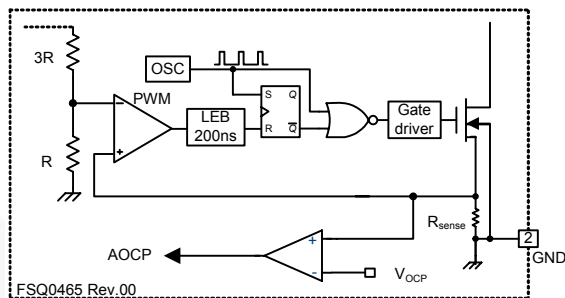 3R
OSC
PWM
S Q
R Q
LEB
200ns
Gate
driver
R
+
Rsense
2
GND
AOCP
+
-
VOCP
FSQ0465 Rev.00